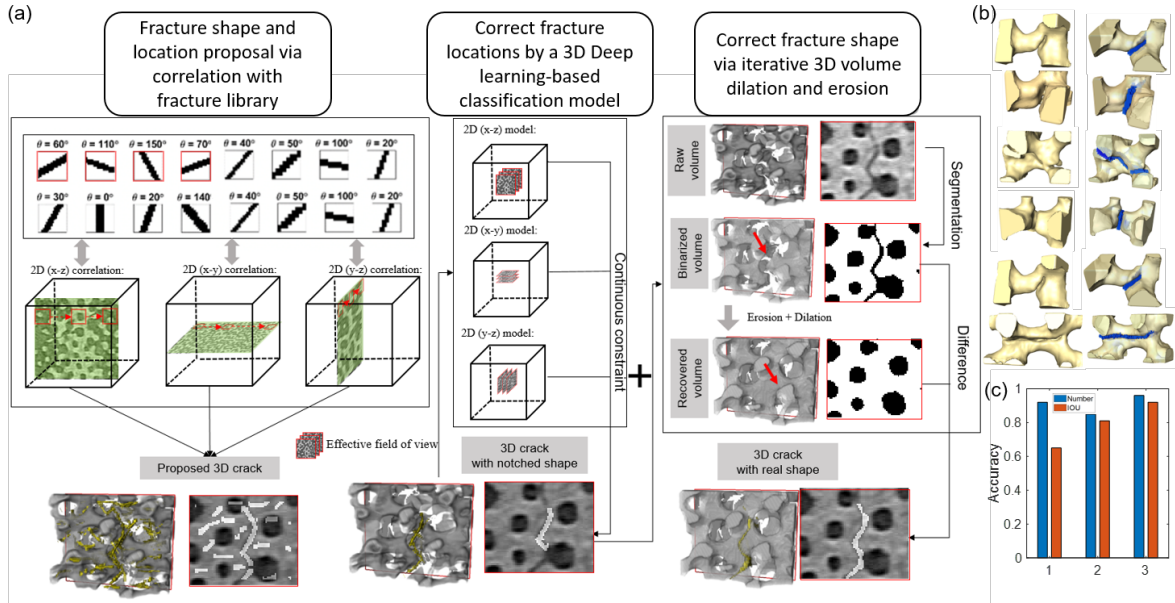 (a)
Fracture shape and
location proposal via
correlation with
fracture library
Correct fracture
locations by a 3D Deep
learning-based
classification model
Correct fracture shape
via iterative 3D volume
dilation and erosion
θ = 60° θ = 110° θ = 150° θ = 70° θ = 40° θ = 50° θ = 100° θ = 20°
θ = 30° θ = 0° θ = 20° θ = 140 θ = 40° θ = 50° θ = 100° θ = 20°
2D (x-z) correlation: 2D (x-y) correlation: 2D (y-z) correlation:
Proposed 3D crack
2D (x-z) model:
2D (x-y) model:
2D (y-z) model:
Continuous constraint
Effective field of view
3D crack
with notched shape
+
Raw
volume
Segmentation
Binarized
volume
Erosion + Dilation
Recovered
volume
Difference
3D crack
with real shape
(b)
(c)
Number
IOU
Accuracy
1
0.8
0.6
0.4
0.2
0
1 2 3